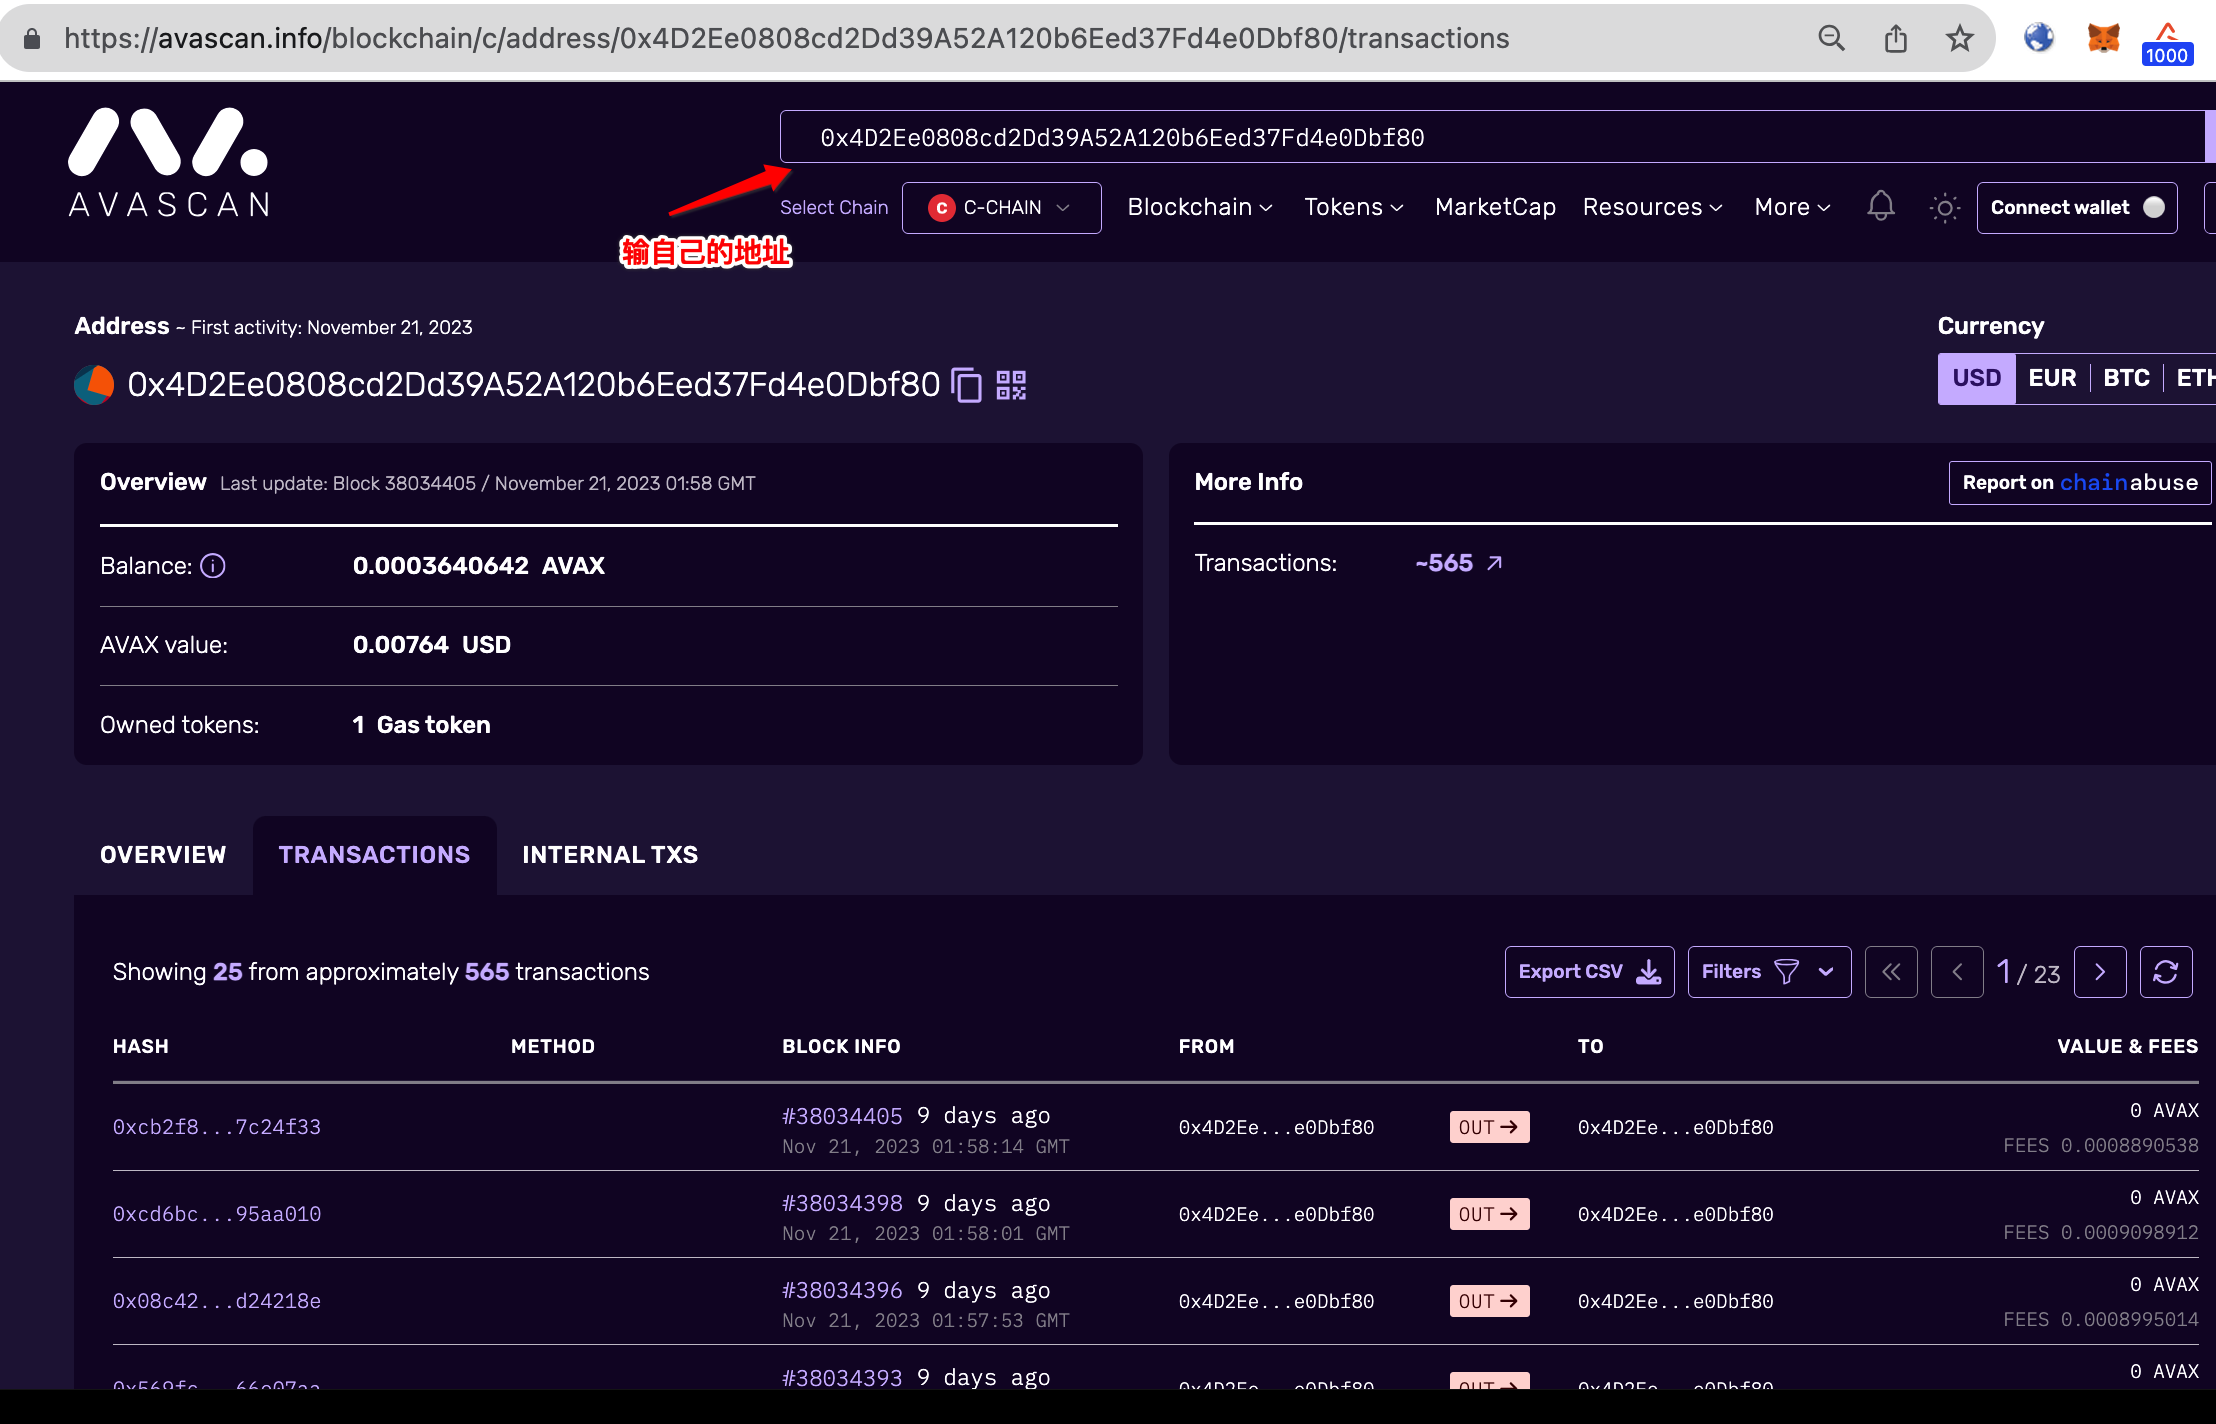 https://avascan.info/blockchain/c/address/0x4D2Ee0808cd2Dd39A52A120b6Eed37Fd4e0Dbf80/transactions
1000
AVASCAN
0x4D2Ee0808cd2Dd39A52A120b6Eed37Fd4e0Dbf80
Select Chain C C-CHAIN Blockchain Tokens MarketCap Resources More Connect wallet
输自己的地址
Address ~ First activity: November 21, 2023
Currency
0x4D2Ee0808cd2Dd39A52A120b6Eed37Fd4e0Dbf80
USD EUR BTC ETH
Overview Last update: Block 38034405 / November 21, 2023 01:58 GMT
More Info Report on chainabuse
Balance: 0.0003640642 AVAX
Transactions: ~565
AVAX value: 0.00764 USD
Owned tokens: 1 Gas token
OVERVIEW TRANSACTIONS INTERNAL TXS
Showing 25 from approximately 565 transactions
Export CSV Filters 1 / 23
HASH METHOD BLOCK INFO FROM TO VALUE & FEES
0xcb2f8...7c24f33 #38034405 9 days ago 0x4D2Ee...e0Dbf80 OUT 0x4D2Ee...e0Dbf80 0 AVAX
Nov 21, 2023 01:58:14 GMT FEES 0.0008890538
0xcd6bc...95aa010 #38034398 9 days ago 0x4D2Ee...e0Dbf80 OUT 0x4D2Ee...e0Dbf80 0 AVAX
Nov 21, 2023 01:58:01 GMT FEES 0.0009098912
0x08c42...d24218e #38034396 9 days ago 0x4D2Ee...e0Dbf80 OUT 0x4D2Ee...e0Dbf80 0 AVAX
Nov 21, 2023 01:57:53 GMT FEES 0.0008995014
#38034393 9 days ago 0x4D2Ee...e0Dbf80 OUT 0x4D2Ee...e0Dbf80 0 AVAX